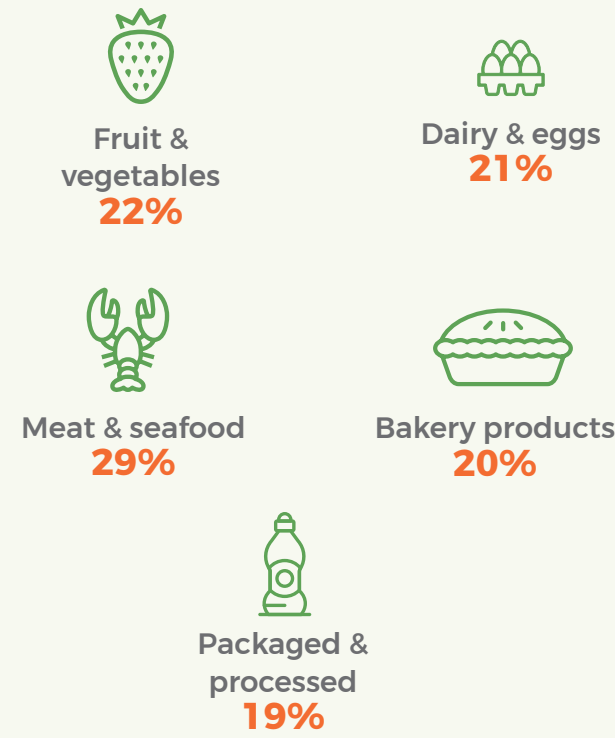 Fruit &
vegetables
22%
Dairy & eggs
21%
Meat & seafood
29%
Bakery products
20%
Packaged &
processed
19%